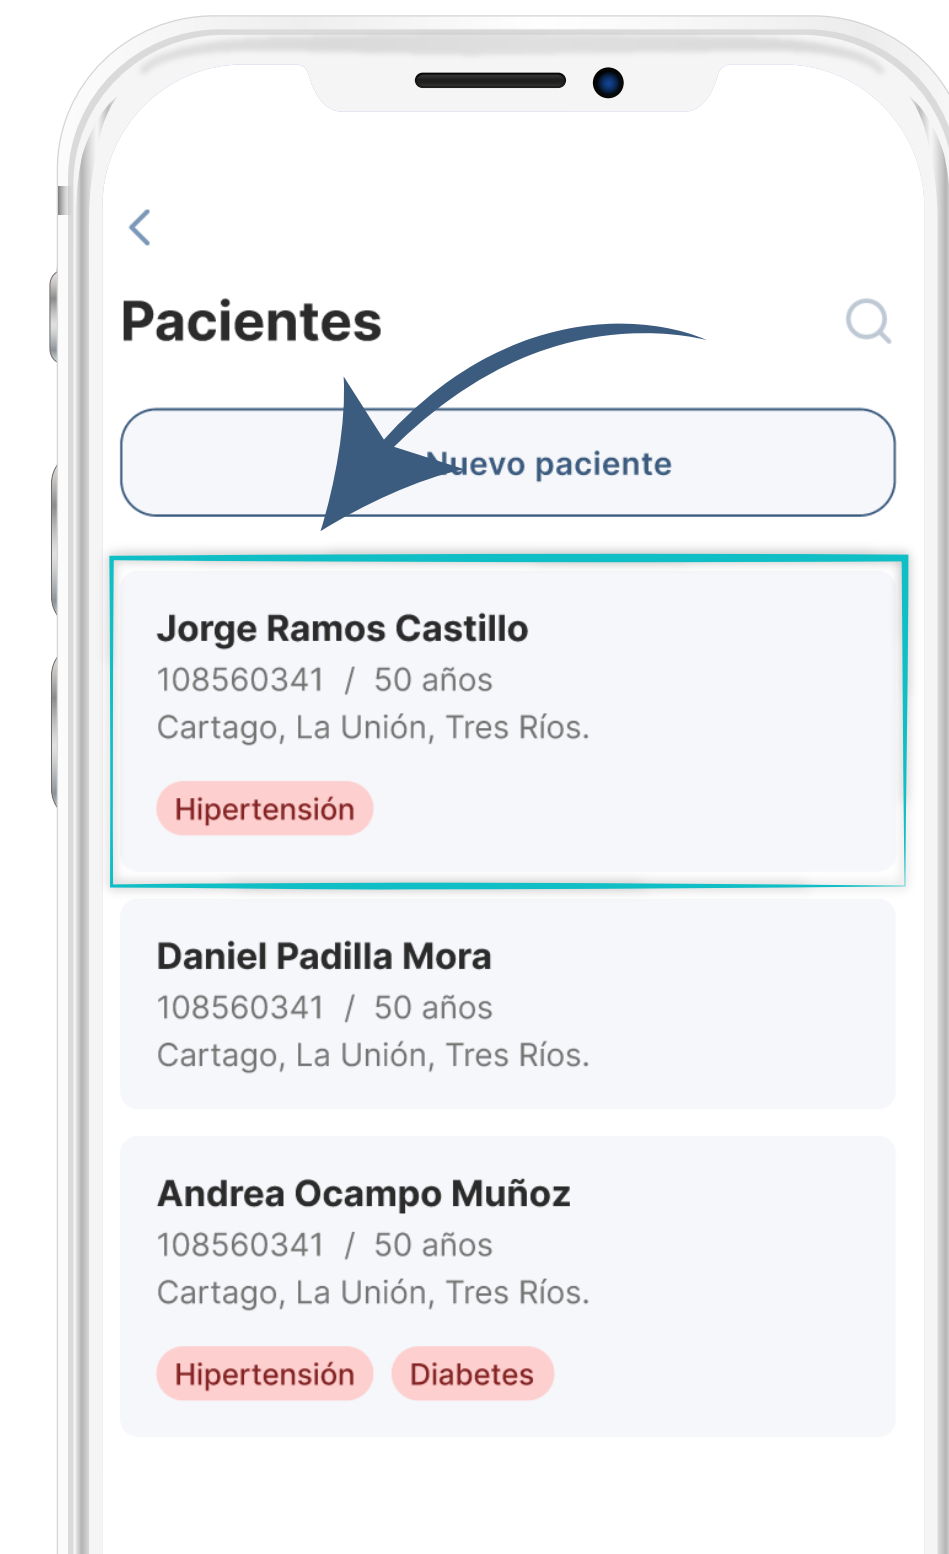 Pacientes
Nuevo paciente
Jorge Ramos Castillo
108560341 / 50 años
Cartago, La Unión, Tres Ríos.
Hipertensión
Daniel Padilla Mora
108560341 / 50 años
Cartago, La Unión, Tres Ríos.
Andrea Ocampo Muñoz
108560341 / 50 años
Cartago, La Unión, Tres Ríos.
Hipertensión Diabetes